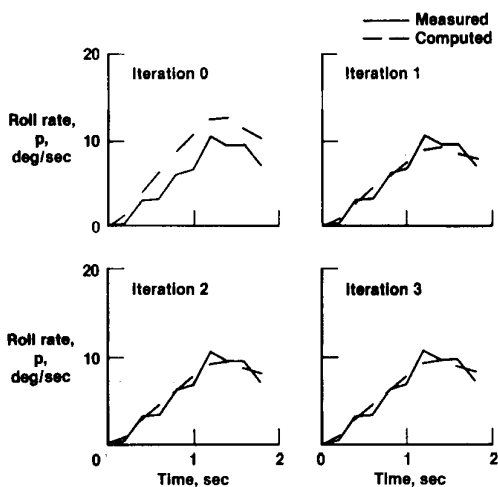 Measured
Computed
20
Iteration 0
Iteration 1
Roll rate,
p,
deg/sec
10
0
20
Iteration 2
Iteration 3
Roll rate,
p,
deg/sec
10
0
1
2
0
1
2
Time, sec
Time, sec